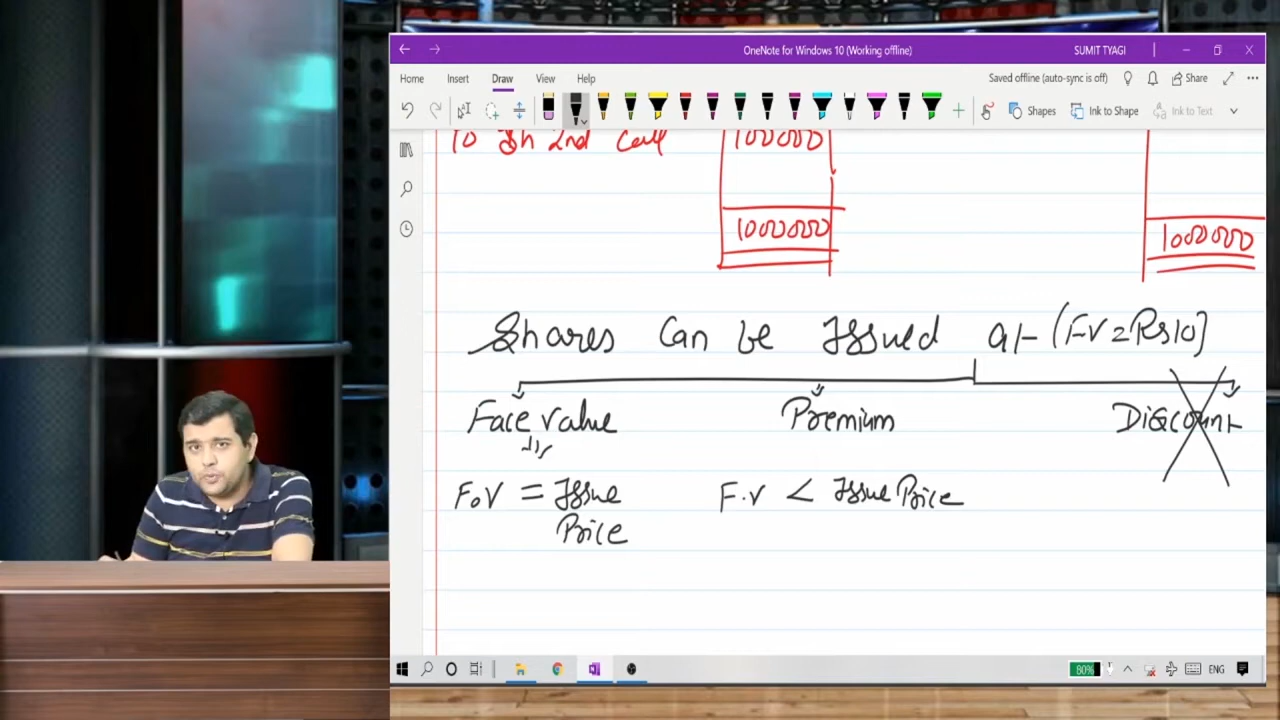 OneNote for Windows 10 (Working offline)
SUMIT TYAGI
Home Insert Draw View Help
Saved offline (auto-sync is off)
Share
Shapes
Ink to Shape
Ink to Text
To Sh 2nd Call
1000000
1000000
1000000
Shares Can be Issued at (FV=Rs10)
Face value
Premium
Discount
F.V = Issue Price
F.V < Issue Price
80%
ENG